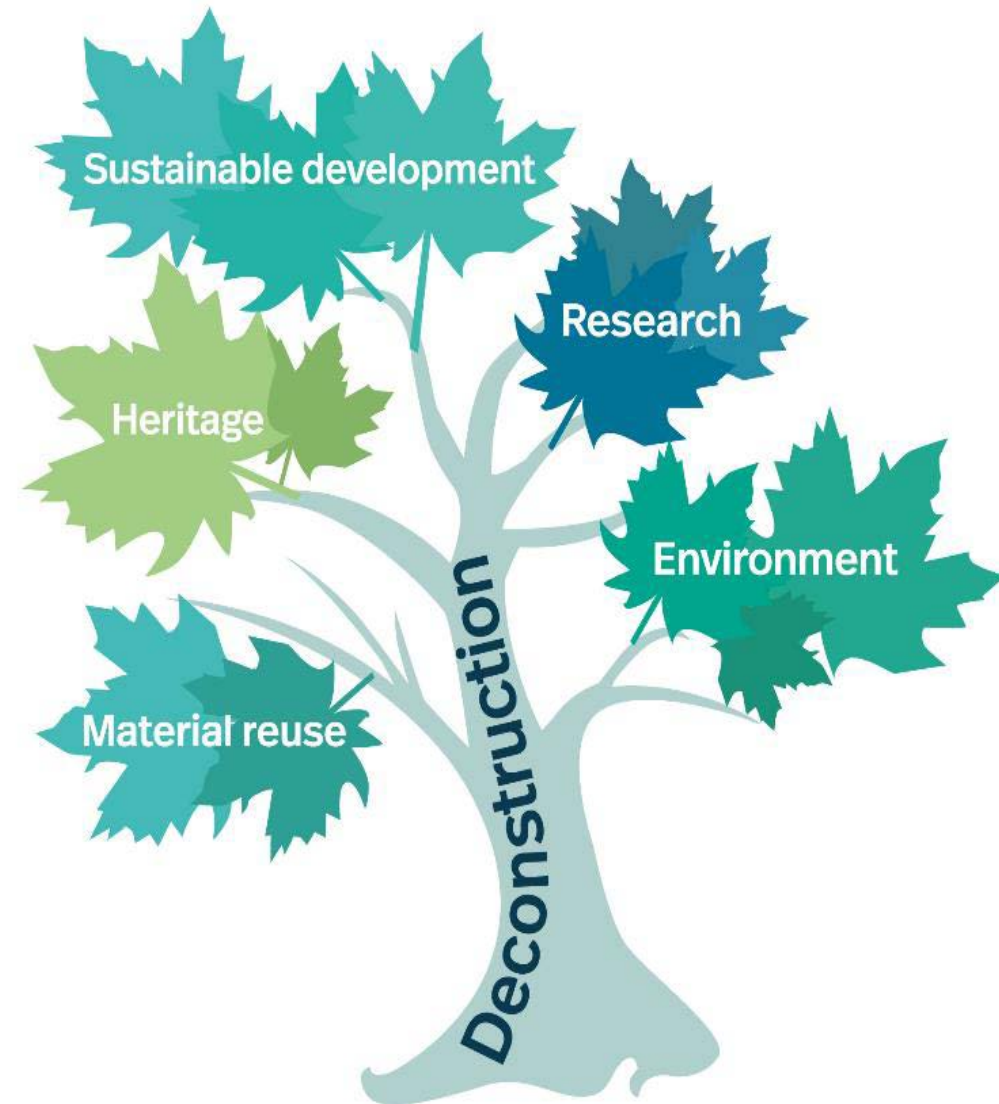 Sustainable development
Research
Heritage
Environment
Material reuse
Deconstruction